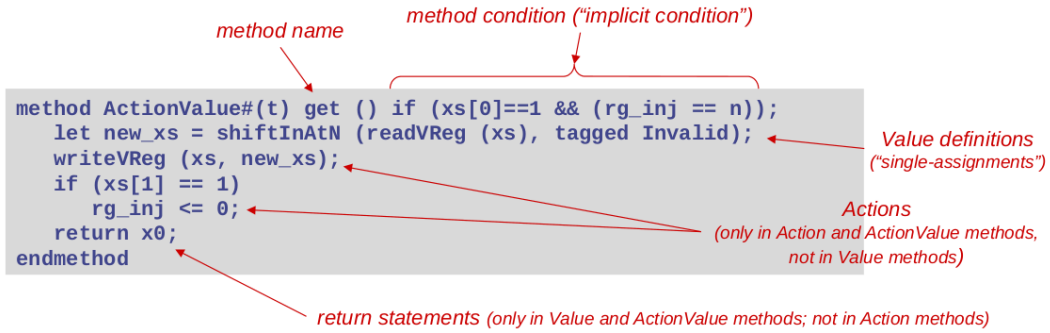 method condition (“implicit condition”)
method name
method ActionValue#(t) get () if (xs[0]==1 && (rg_inj == n));
let new_xs = shiftInAtN (readVReg (xs), tagged Invalid);
writeVReg (xs, new_xs);
if (xs[1] == 1)
rg_inj <= 0;
return x0;
endmethod
Value definitions
(“single-assignments”)
Actions
(only in Action and ActionValue methods,
not in Value methods)
return statements (only in Value and ActionValue methods; not in Action methods)